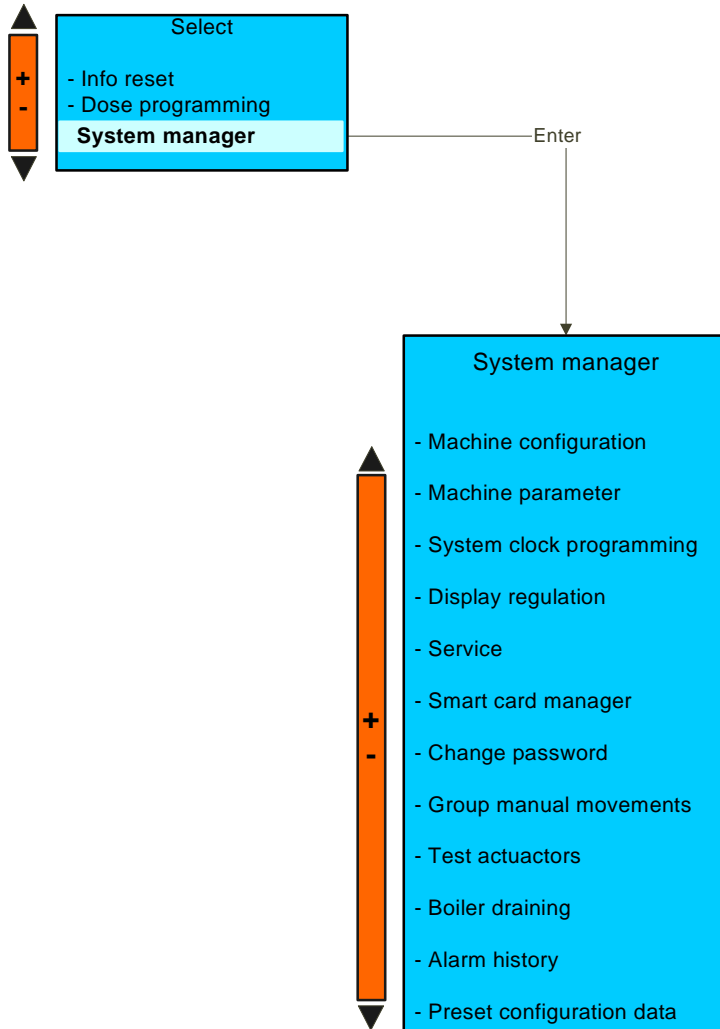 Select
+
-
- Info reset
- Dose programming
System manager
Enter
System manager
- Machine configuration
- Machine parameter
- System clock programming
- Display regulation
- Service
- Smart card manager
+
-
- Change password
- Group manual movements
- Test actuactors
- Boiler draining
- Alarm history
- Preset configuration data